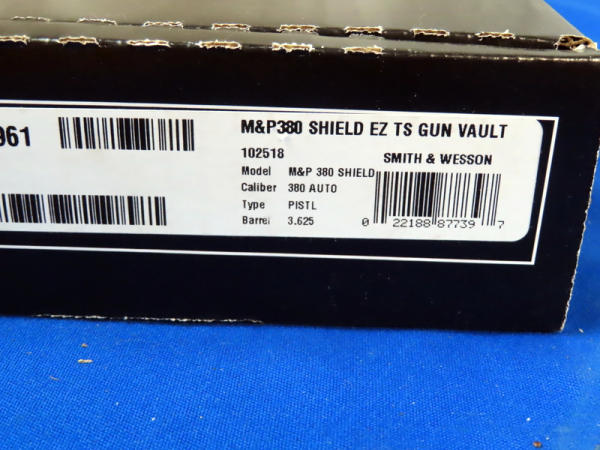 961
M&P380 SHIELD EZ TS GUN VAULT
102518
SMITH & WESSON
Model M&P 380 SHIELD
Caliber 380 AUTO
Type PISTL
Barrel 3.625
0 22188 87739 7